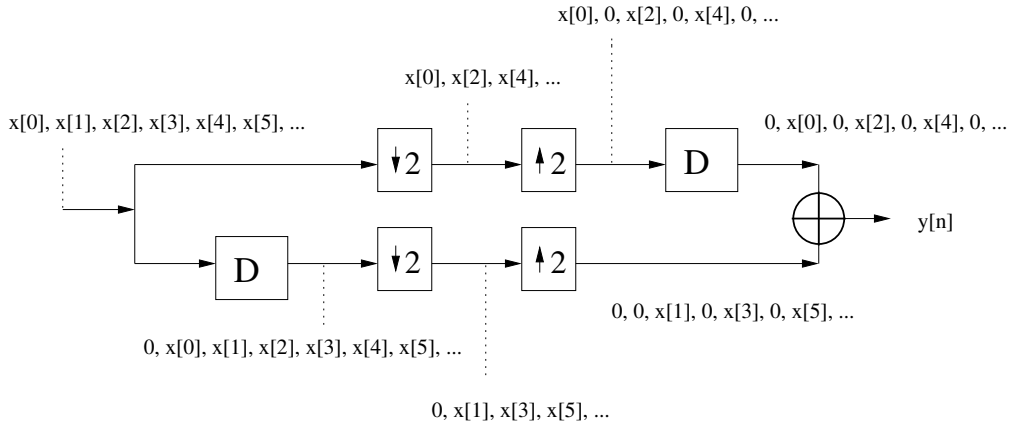 x[0], 0, x[2], 0, x[4], 0, ...
x[0], x[2], x[4], ...
x[0], x[1], x[2], x[3], x[4], x[5], ...
0, x[0], 0, x[2], 0, x[4], 0, ...
↓2
↑2
D
y[n]
D
↓2
↑2
0, 0, x[1], 0, x[3], 0, x[5], ...
0, x[0], x[1], x[2], x[3], x[4], x[5], ...
0, x[1], x[3], x[5], ...